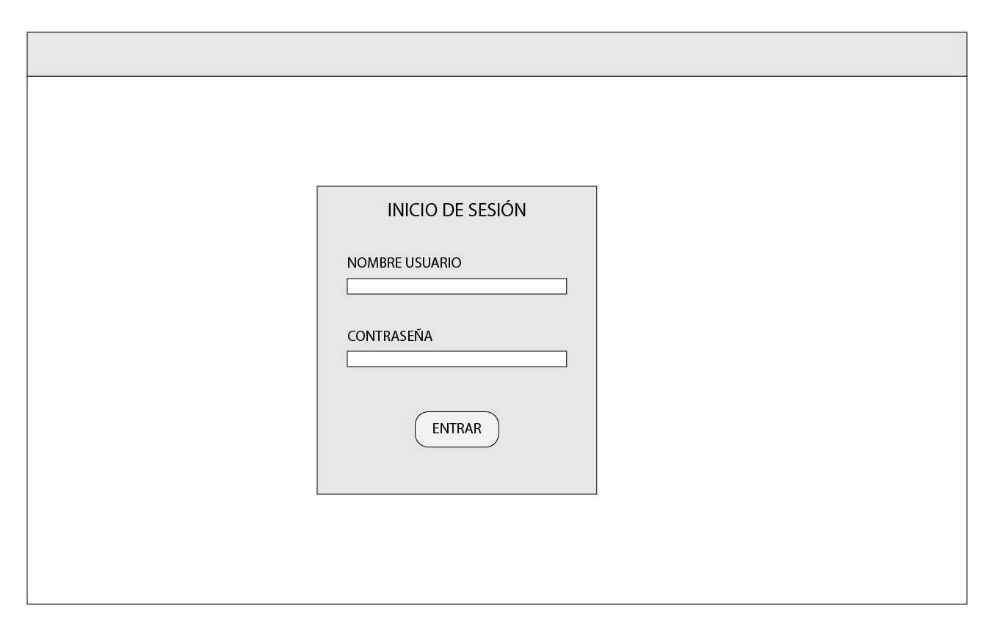 INICIO DE SESIÓN
NOMBRE USUARIO
CONTRASEÑA
ENTRAR